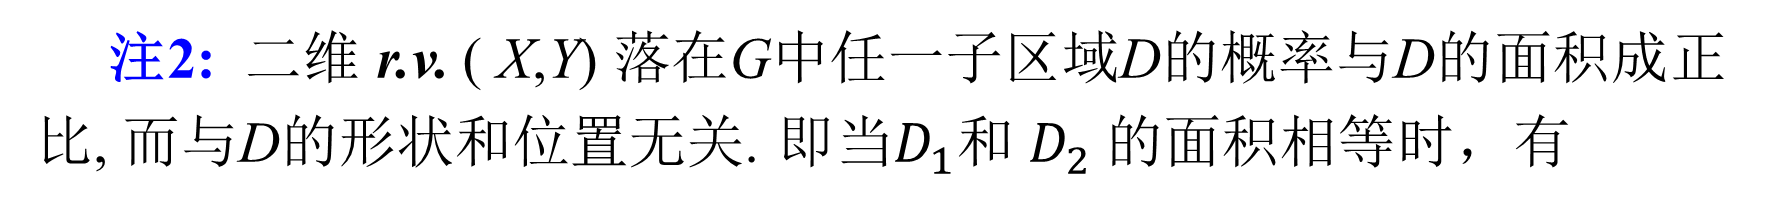 注2: 二维 r.v. ( X,Y) 落在G中任一子区域D的概率与D的面积成正
比, 而与D的形状和位置无关. 即当D₁和 D₂ 的面积相等时，有